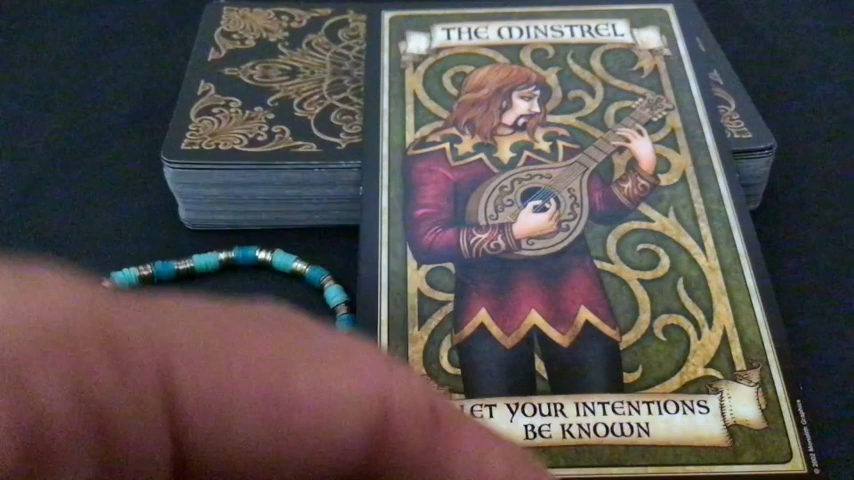 THE MINSTREL
LET YOUR INTENTIONS
BE KNOWN